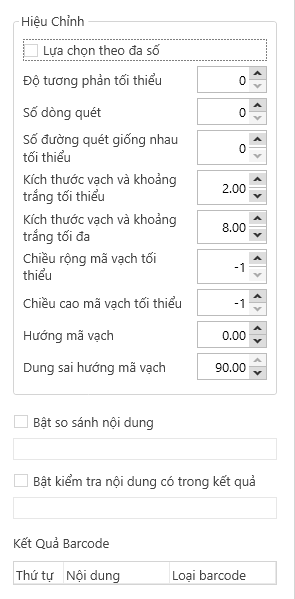 Hiệu Chỉnh
Lựa chọn theo đa số
Độ tương phản tối thiểu 0
Số dòng quét 0
Số đường quét giống nhau
tối thiểu 0
Kích thước vạch và khoảng
trắng tối thiểu 2.00
Kích thước vạch và khoảng
trắng tối đa 8.00
Chiều rộng mã vạch tối
thiểu -1
Chiều cao mã vạch tối thiểu -1
Hướng mã vạch 0.00
Dung sai hướng mã vạch 90.00
Bật so sánh nội dung
Bật kiểm tra nội dung có trong kết quả
Kết Quả Barcode
Thứ tự Nội dung Loại barcode